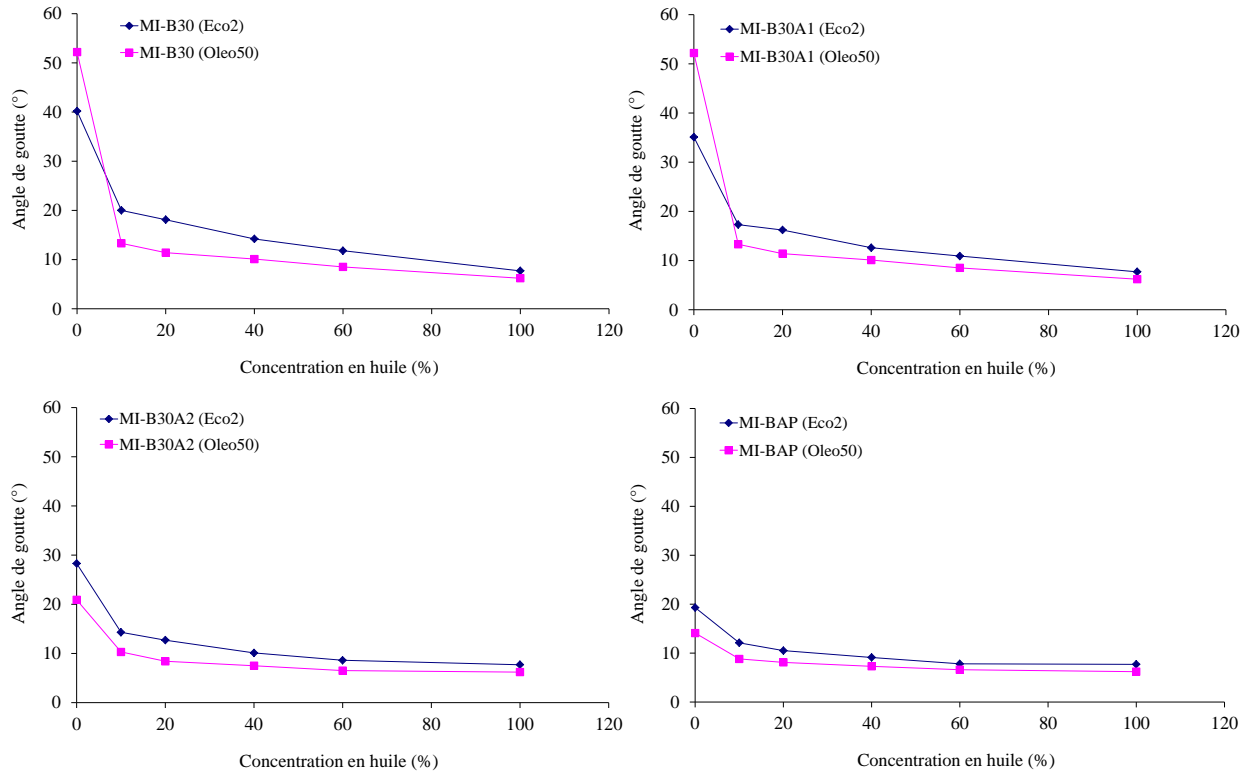 MI-B30 (Eco2)
MI-B30 (Oleo50)
Angle de goutte (°)
60
50
40
30
20
10
0
0 20 40 60 80 100 120
Concentration en huile (%)
MI-B30A1 (Eco2)
MI-B30A1 (Oleo50)
Angle de goutte (°)
60
50
40
30
20
10
0
0 20 40 60 80 100 120
Concentration en huile (%)
MI-B30A2 (Eco2)
MI-B30A2 (Oleo50)
Angle de goutte (°)
60
50
40
30
20
10
0
0 20 40 60 80 100 120
Concentration en huile (%)
MI-BAP (Eco2)
MI-BAP (Oleo50)
Angle de goutte (°)
60
50
40
30
20
10
0
0 20 40 60 80 100 120
Concentration en huile (%)